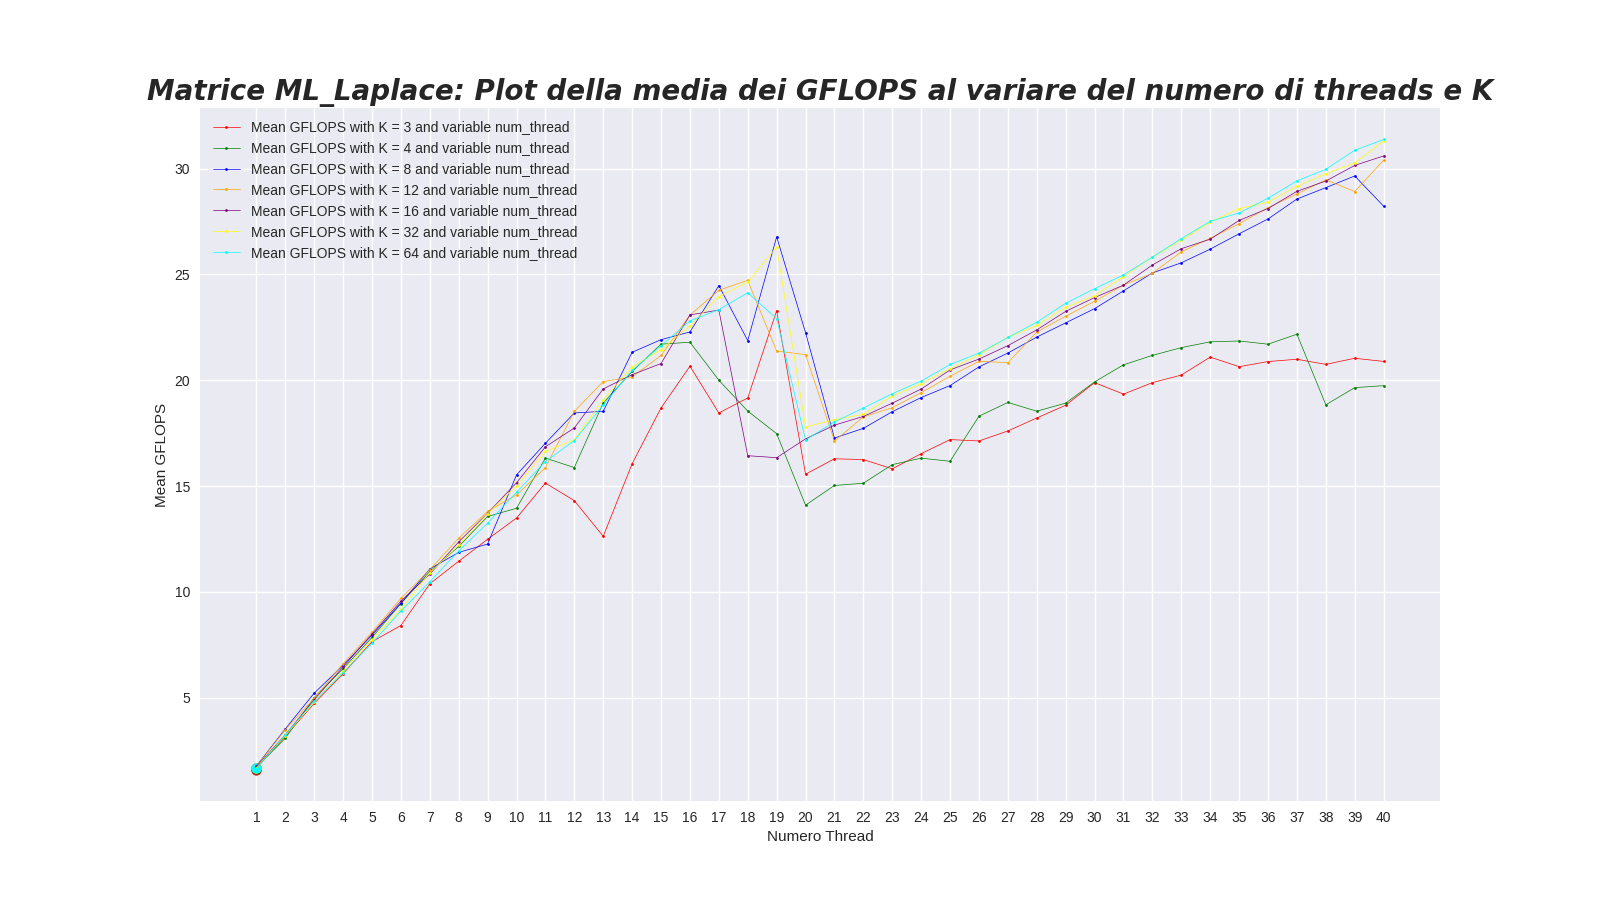 Matrice ML_Laplace: Plot della media dei GFLOPS al variare del numero di threads e K
Mean GFLOPS with K = 3 and variable num_thread
Mean GFLOPS with K = 4 and variable num_thread
Mean GFLOPS with K = 8 and variable num_thread
Mean GFLOPS with K = 12 and variable num_thread
Mean GFLOPS with K = 16 and variable num_thread
Mean GFLOPS with K = 32 and variable num_thread
Mean GFLOPS with K = 64 and variable num_thread
30
25
20
15
10
5
Mean GFLOPS
1 2 3 4 5 6 7 8 9 10 11 12 13 14 15 16 17 18 19 20 21 22 23 24 25 26 27 28 29 30 31 32 33 34 35 36 37 38 39 40
Numero Thread